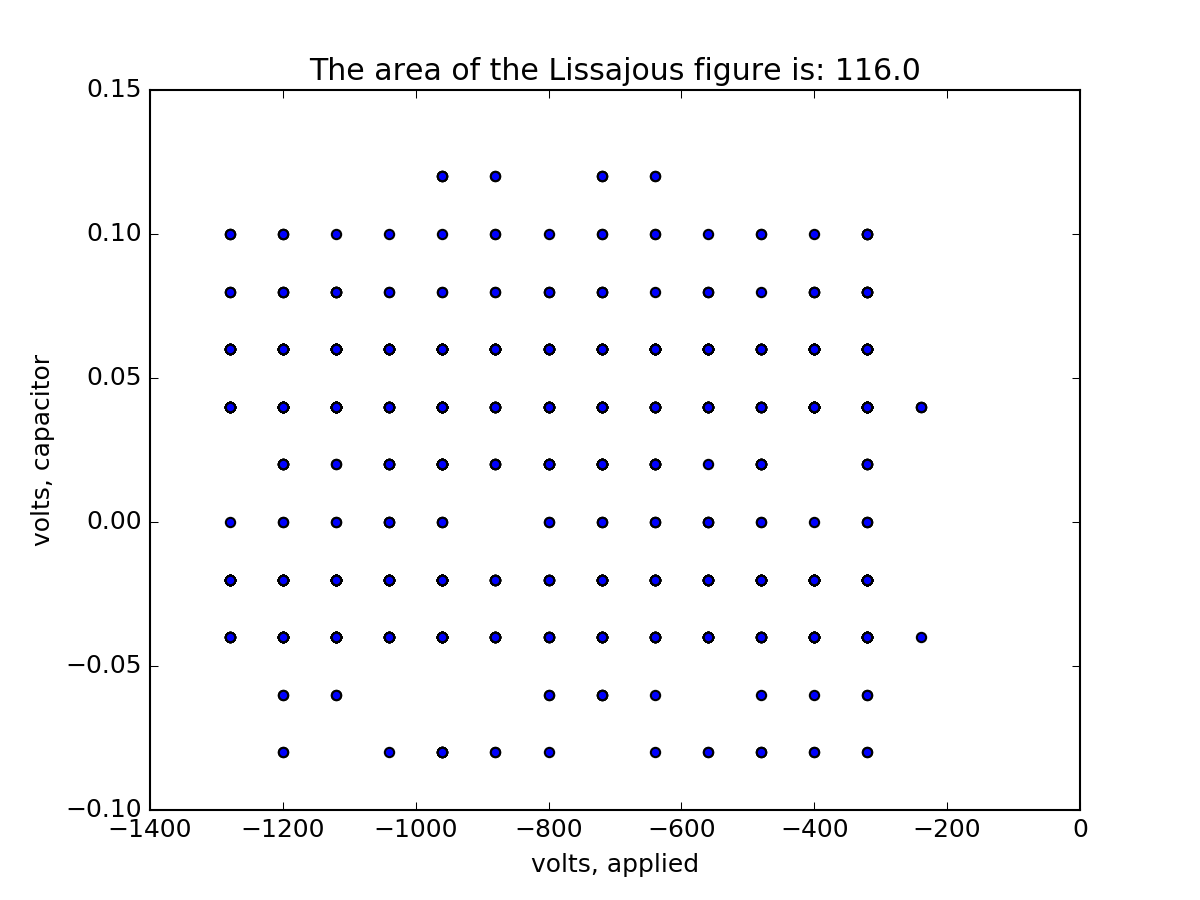 The area of the Lissajous figure is: 116.0
0.15
0.10
0.05
0.00
−0.05
−0.10
volts, capacitor
−1400 −1200 −1000 −800 −600 −400 −200 0
volts, applied